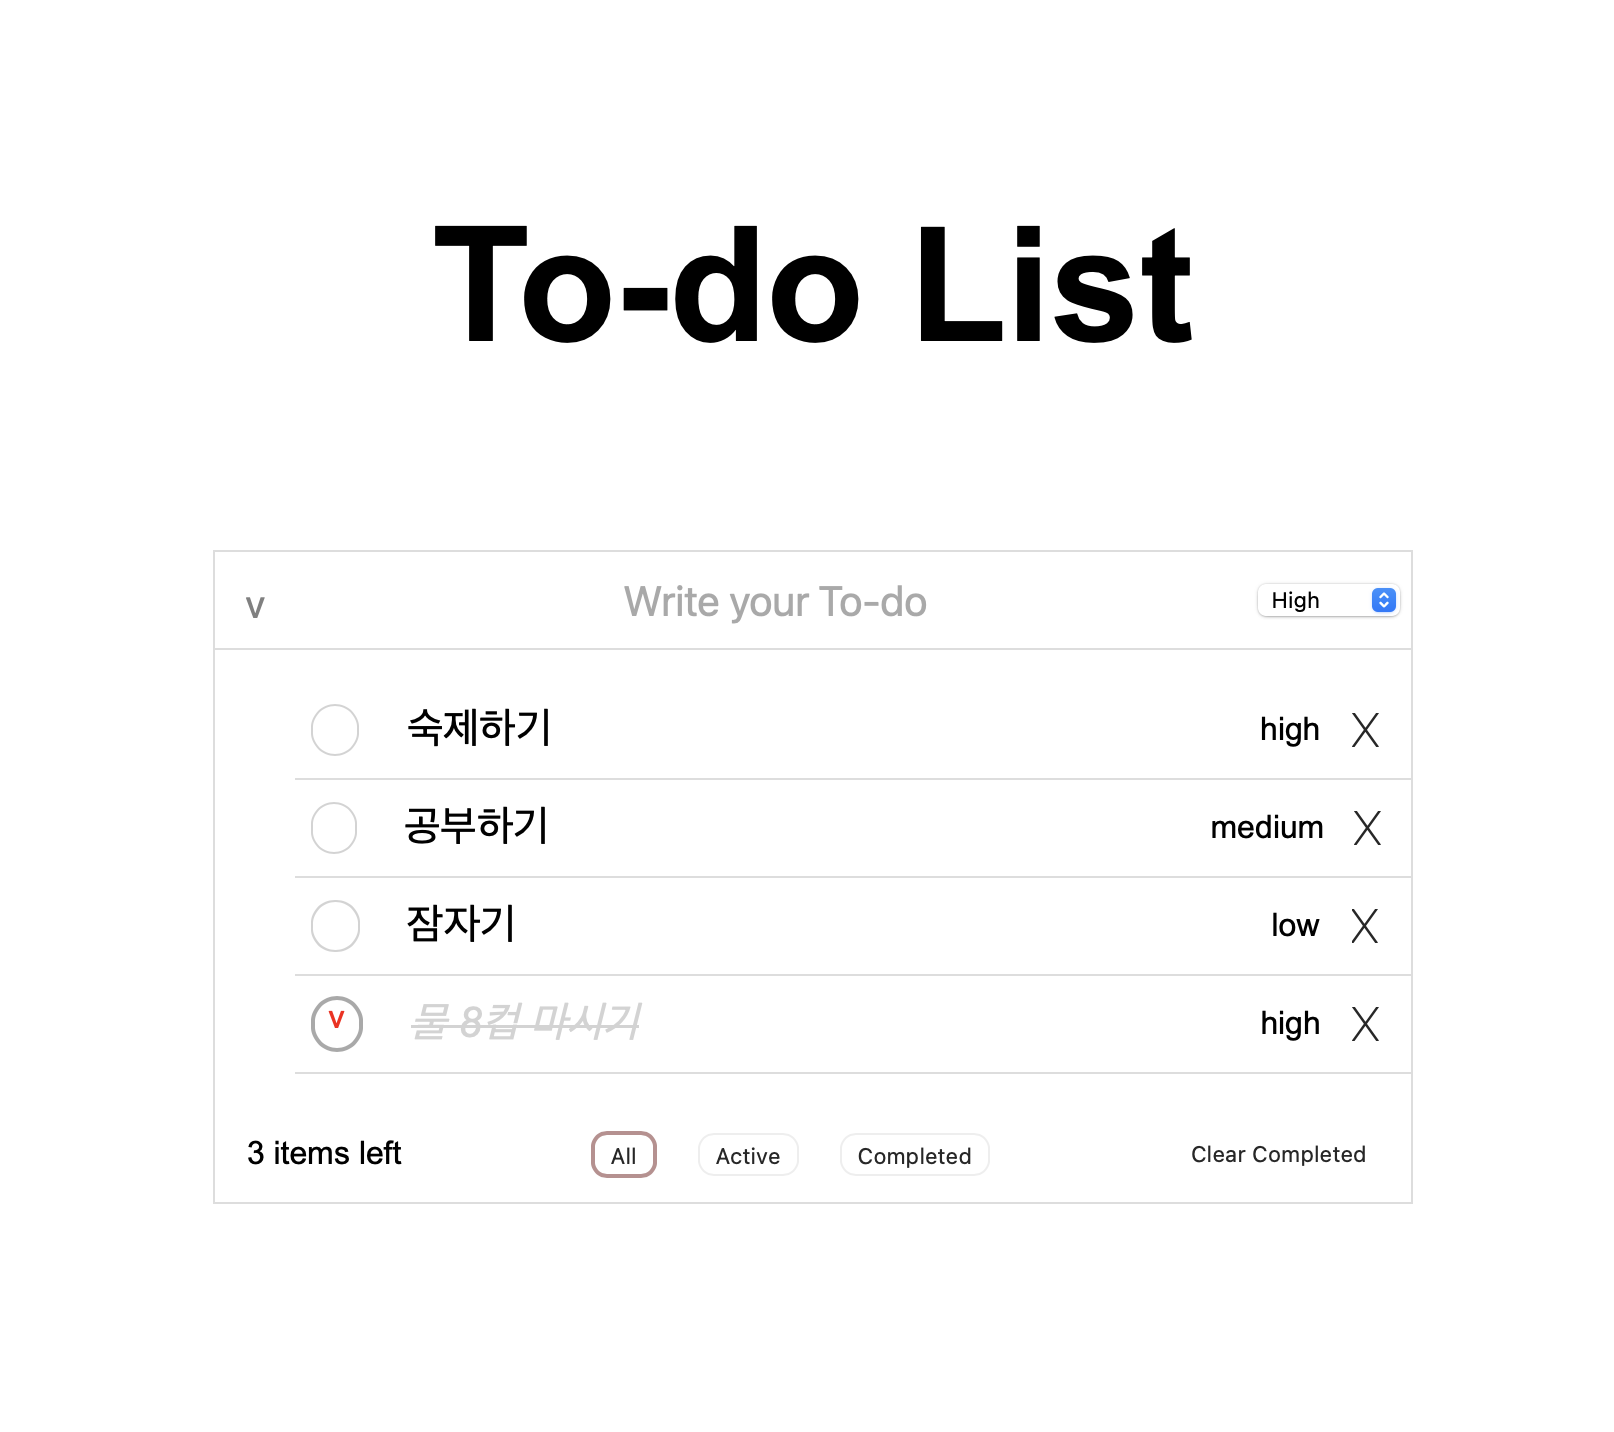 To-do List
v Write your To-do High
숙제하기 high X
공부하기 medium X
잠자기 low X
v 물 8컵 마시기 high X
3 items left All Active Completed Clear Completed